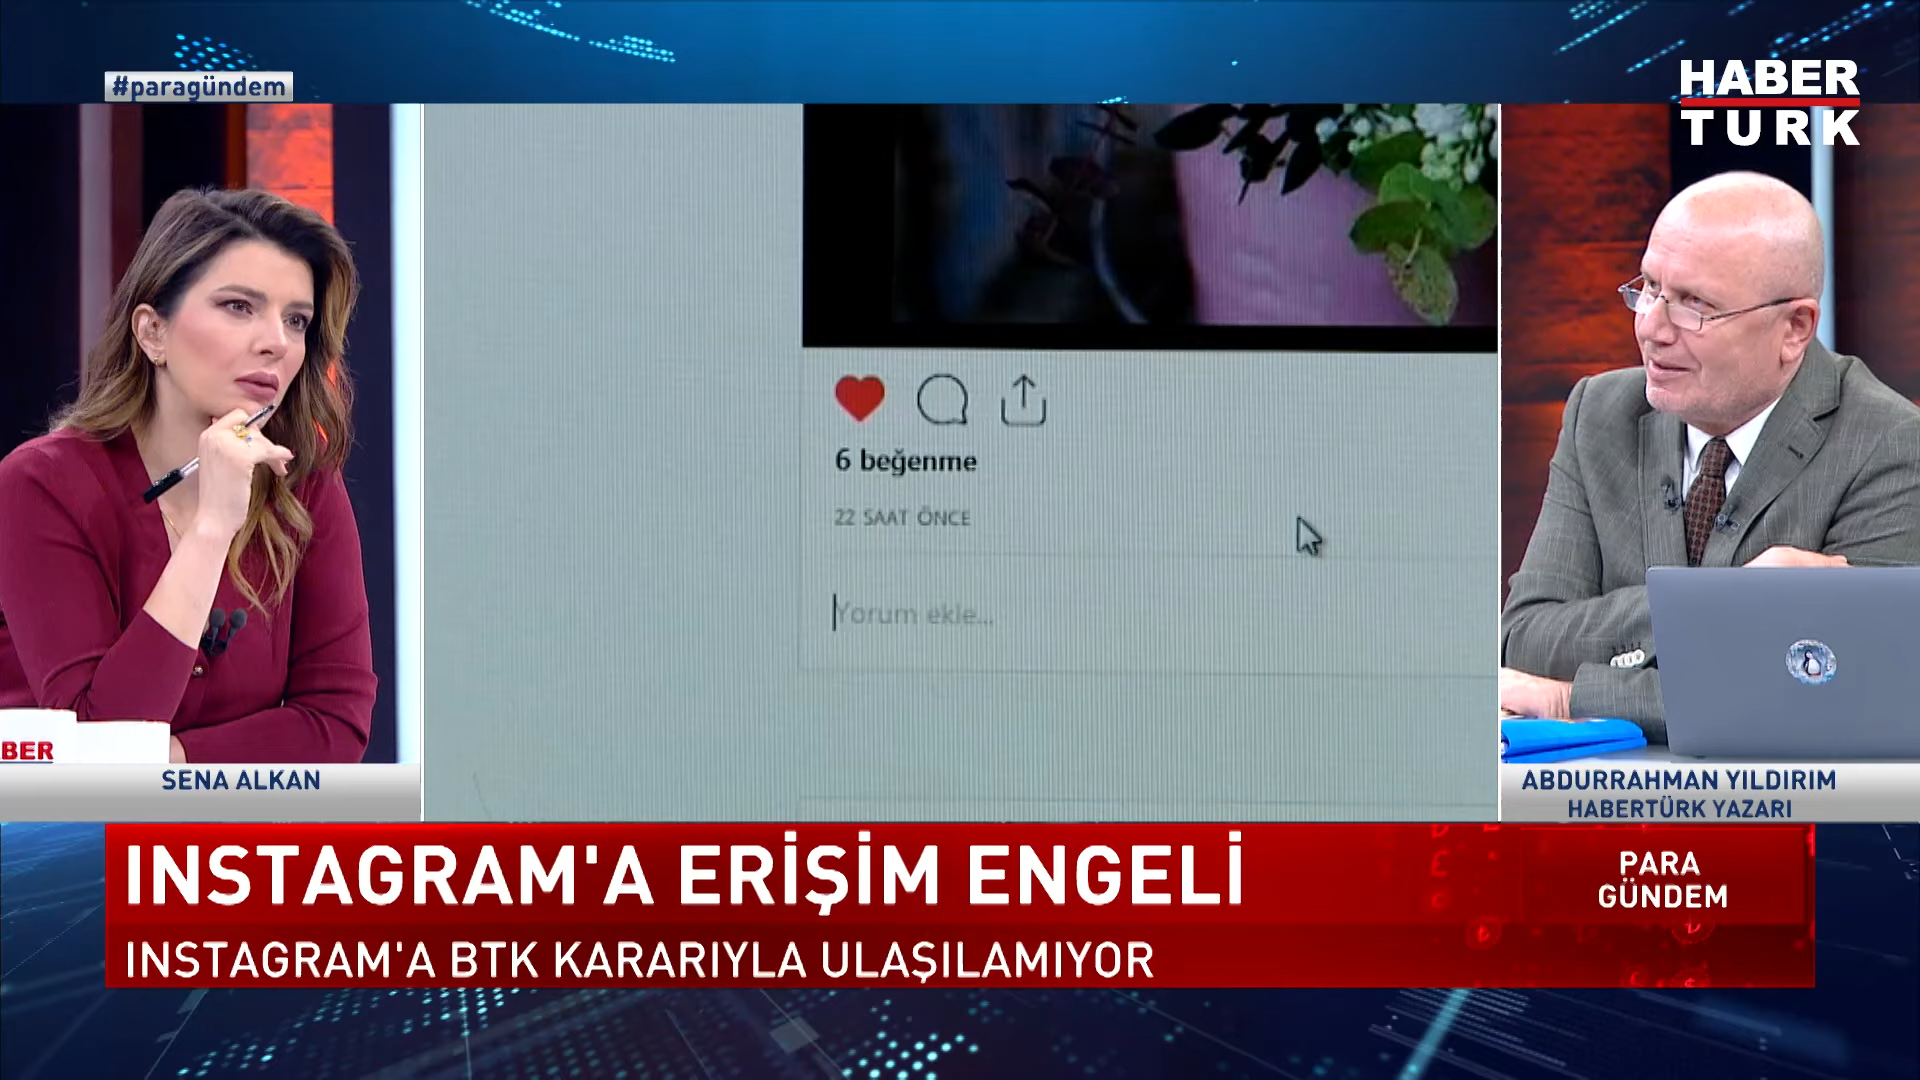 #paragündem
HABER
TURK
6 beğenme
22 SAAT ÖNCE
Yorum ekle...
BER
SENA ALKAN
ABDURRAHMAN YILDIRIM
HABERTÜRK YAZARI
INSTAGRAM'A ERİŞİM ENGELİ
INSTAGRAM'A BTK KARARIYLA ULAŞILAMIYOR
PARA
GÜNDEM